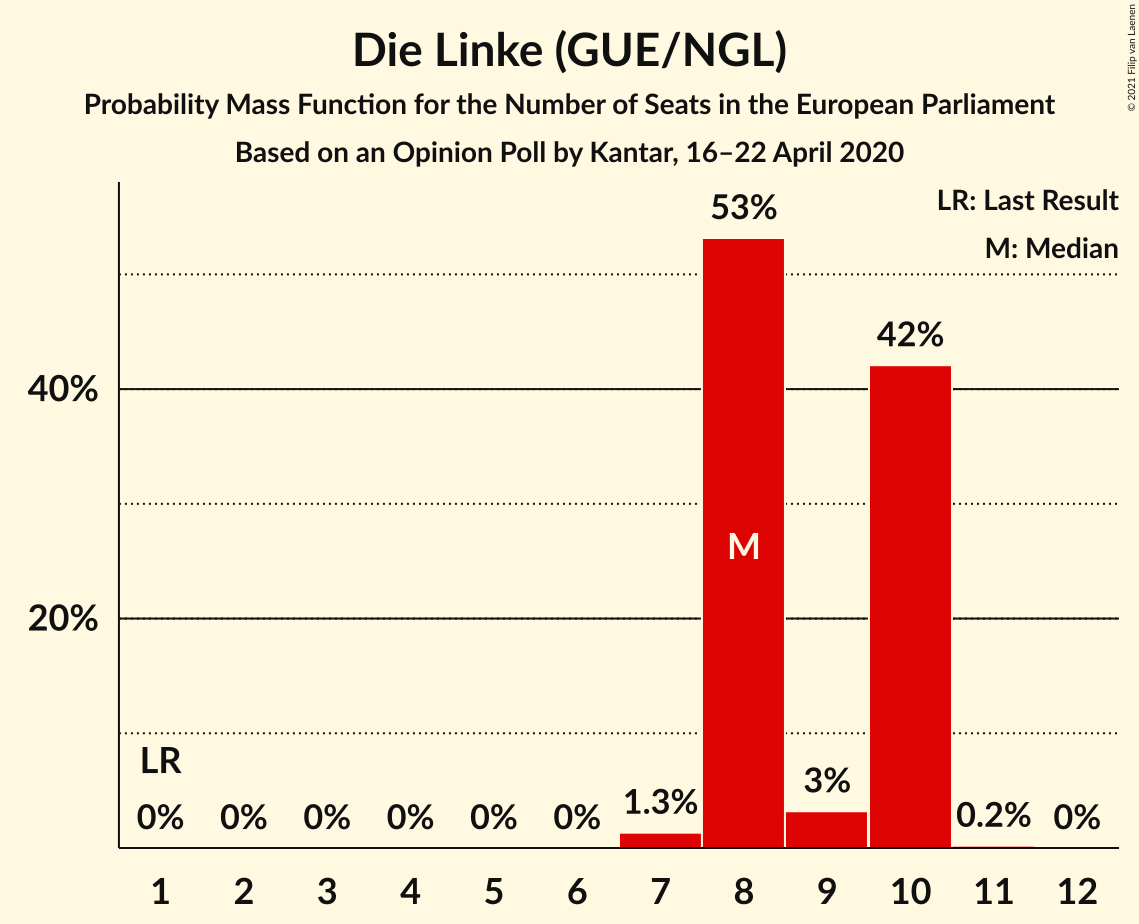 Die Linke (GUE/NGL)
Probability Mass Function for the Number of Seats in the European Parliament
Based on an Opinion Poll by Kantar, 16–22 April 2020
© 2021 Filip van Laenen
LR: Last Result
M: Median
53%
42%
40%
M
20%
LR
0% 0% 0% 0% 0% 0% 1.3% 3% 0.2% 0%
1 2 3 4 5 6 7 8 9 10 11 12